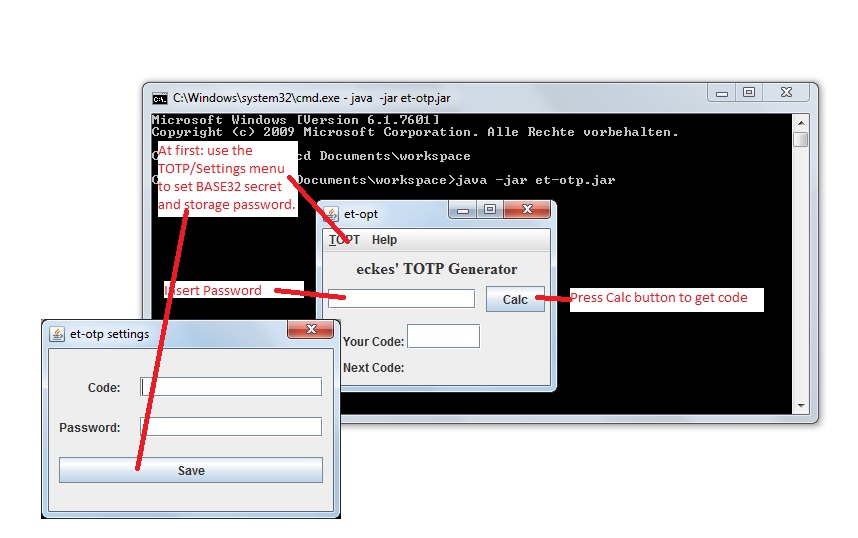 C:\Windows\system32\cmd.exe - java -jar et-otp.jar
Microsoft Windows [Version 6.1.7601]
Copyright (c) 2009 Microsoft Corporation. Alle Rechte vorbehalten.
cd Documents\workspace
Documents\workspace>java -jar et-otp.jar
At first: use the
TOTP/Settings menu
to set BASE32 secret
and storage password.
et-opt
TOPT Help
eckes' TOTP Generator
Insert Password
Calc
Press Calc button to get code
Your Code:
Next Code:
et-otp settings
Code:
Password:
Save